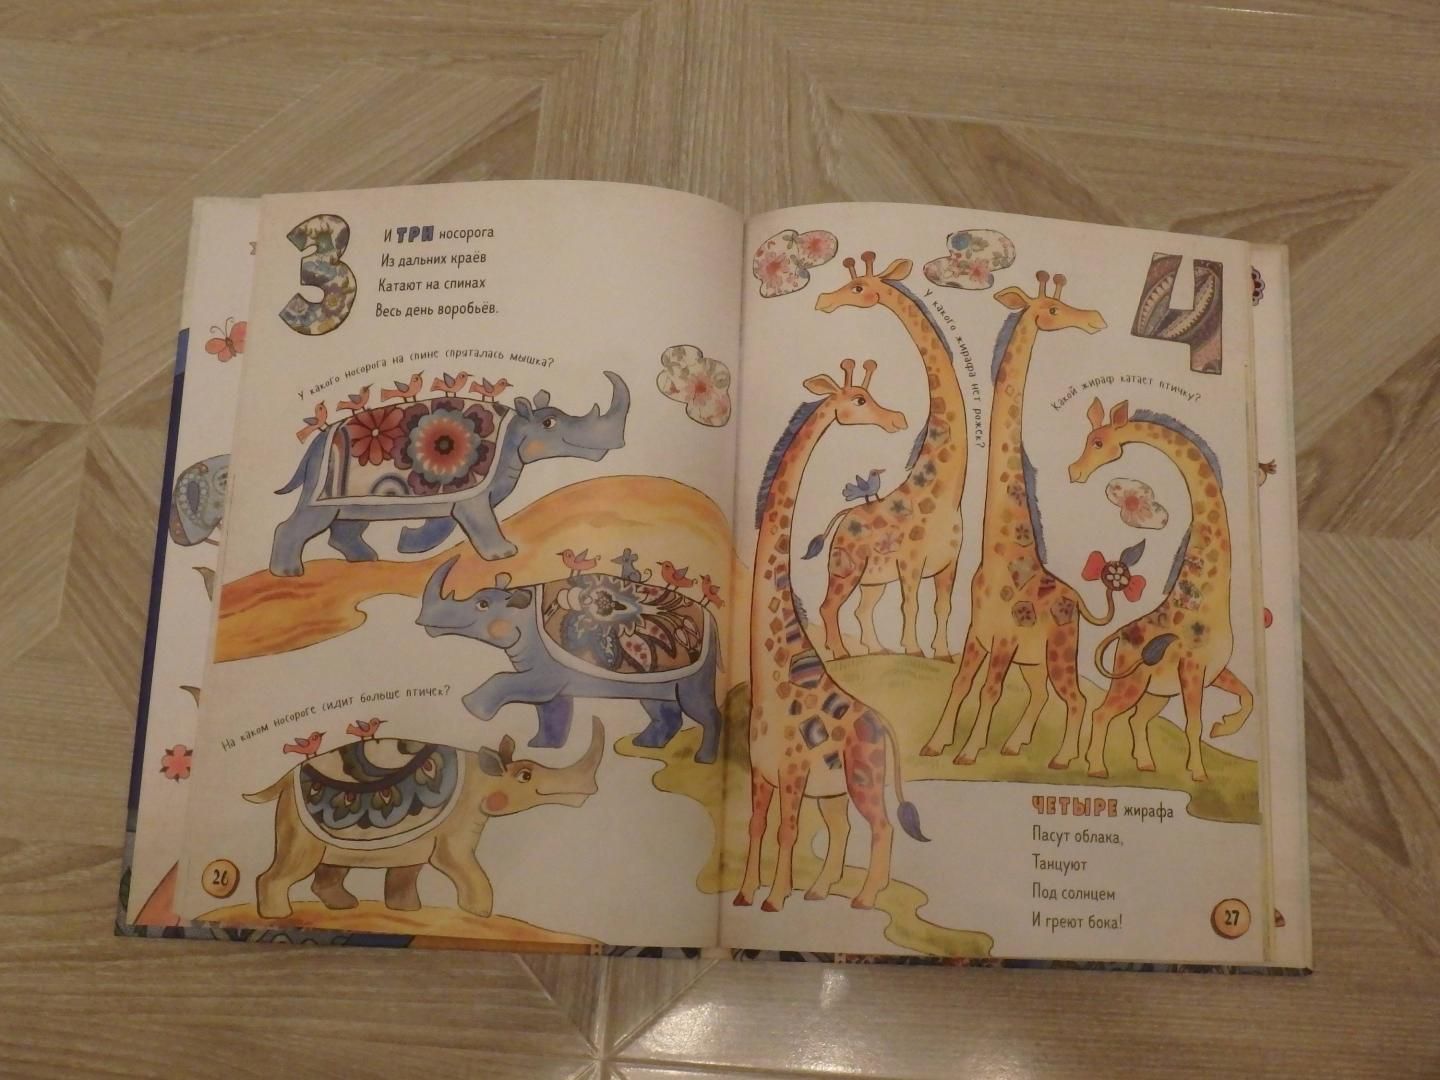 3
И ТРИ носорога
Из дальних краёв
Катают на спинах
Весь день воробьёв.
У какого носорога на спине спряталась мышка?
На каком носороге сидит больше птичек?
26
4
У какого жирафа нет рожек?
Какой жираф катает птичку?
ЧЕТЫРЕ жирафа
Пасут облака,
Танцуют
Под солнцем
И греют бока!
27